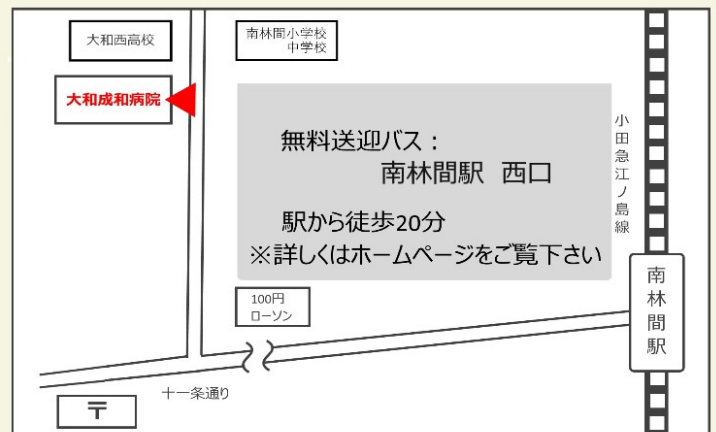 大和西高校
南林間小学校
中学校
大和成和病院
無料送迎バス：
南林間駅 西口
駅から徒歩20分
※詳しくはホームページをご覧下さい
小田急江ノ島線
南林間駅
100円
ローソン
十一条通り
〒